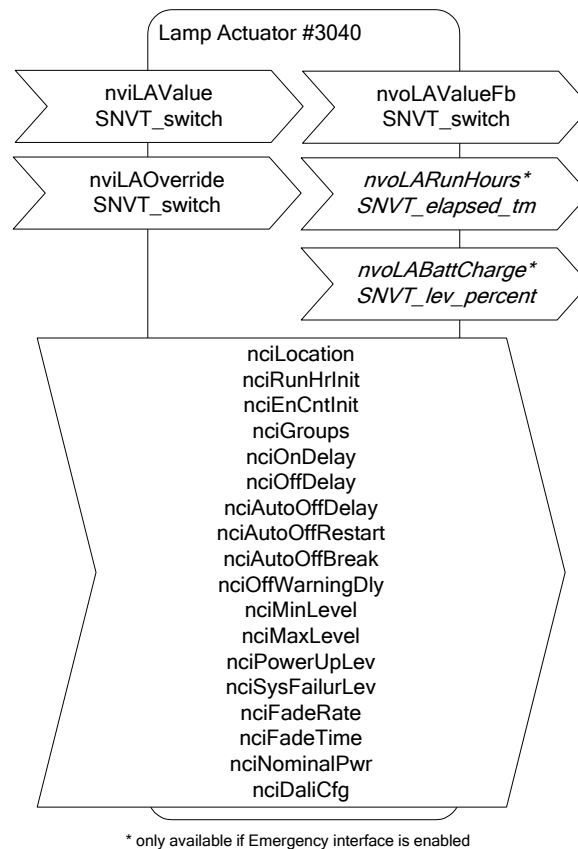 Lamp Actuator #3040
nviLAValue
SNVT_switch
nvoLAValueFb
SNVT_switch
nviLAOverride
SNVT_switch
nvoLARunHours*
SNVT_elapsed_tm
nvoLABattCharge*
SNVT_lev_percent
nciLocation
nciRunHrInit
nciEnCntInit
nciGroups
nciOnDelay
nciOffDelay
nciAutoOffDelay
nciAutoOffRestart
nciAutoOffBreak
nciOffWarningDly
nciMinLevel
nciMaxLevel
nciPowerUpLev
nciSysFailurLev
nciFadeRate
nciFadeTime
nciNominalPwr
nciDaliCfg
* only available if Emergency interface is enabled